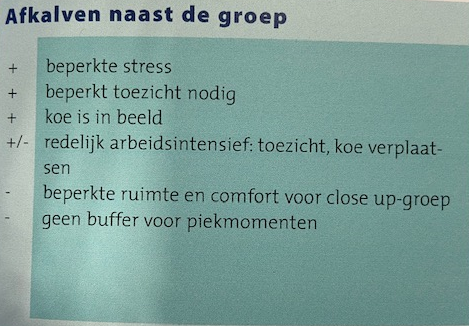 Afkalven naast de groep
+ beperkte stress
+ beperkt toezicht nodig
+ koe is in beeld
+/- redelijk arbeidsintensief: toezicht, koe verplaat-
sen
- beperkte ruimte en comfort voor close up-groep
- geen buffer voor piekmomenten